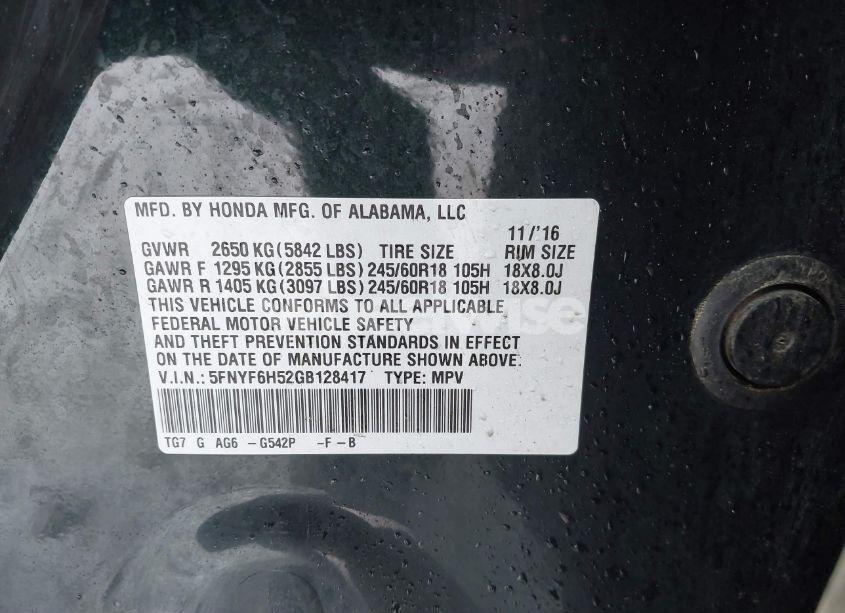 MFD. BY HONDA MFG. OF ALABAMA, LLC
11/'16
GVWR 2650 KG (5842 LBS) TIRE SIZE RIM SIZE
GAWR F 1295 KG (2855 LBS) 245/60R18 105H 18X8.0J
GAWR R 1405 KG (3097 LBS) 245/60R18 105H 18X8.0J
THIS VEHICLE CONFORMS TO ALL APPLICABLE
FEDERAL MOTOR VEHICLE SAFETY
AND THEFT PREVENTION STANDARDS IN EFFECT
ON THE DATE OF MANUFACTURE SHOWN ABOVE.
V.I.N.: 5FNYF6H52GB128417 TYPE: MPV
TG7 G AG6 -G542P -F-B